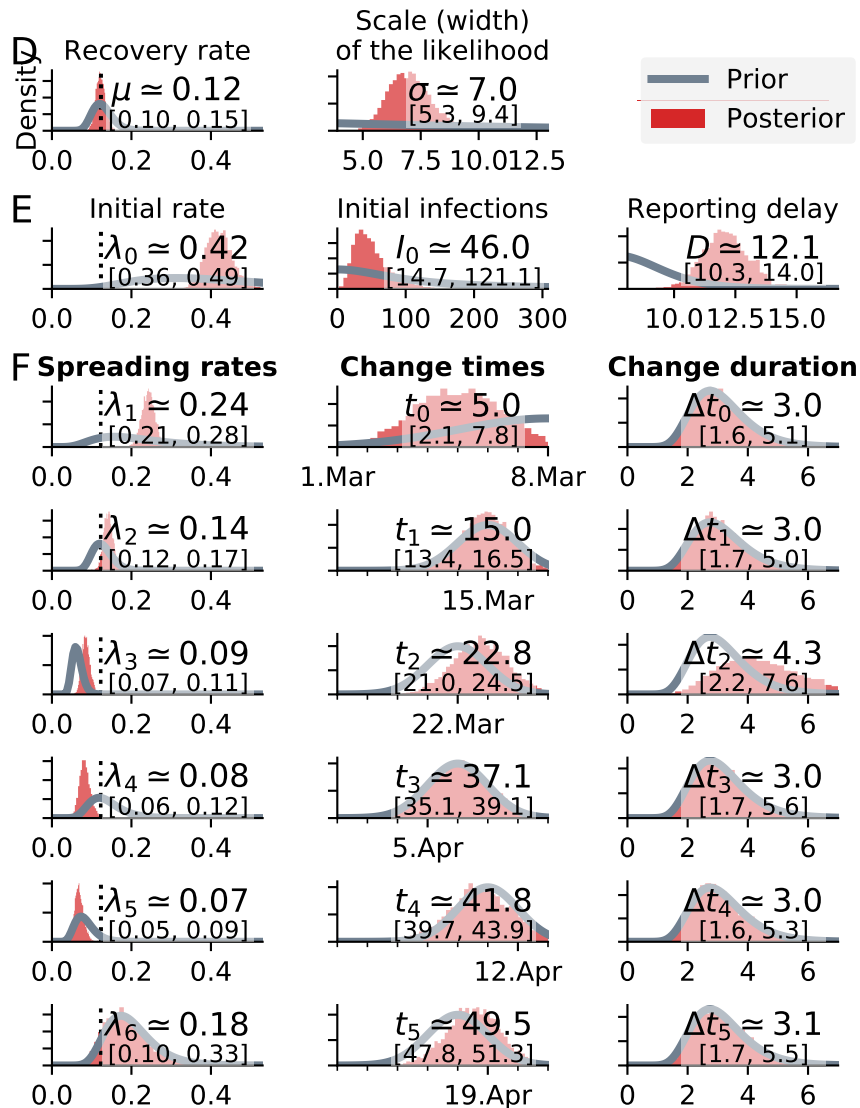 D
Density
Recovery rate
μ ≃ 0.12
[0.10, 0.15]
0.0 0.2 0.4
Scale (width)
of the likelihood
σ ≃ 7.0
[5.3, 9.4]
5.0 7.5 10.0 12.5
Prior
Posterior
E
Initial rate
λ0 ≃ 0.42
[0.36, 0.49]
0.0 0.2 0.4
Initial infections
I0 ≃ 46.0
[14.7, 121.1]
0 100 200 300
Reporting delay
D ≃ 12.1
[10.3, 14.0]
10.0 12.5 15.0
F
Spreading rates
Change times
Change duration
λ1 ≃ 0.24
[0.21, 0.28]
0.0 0.2 0.4
t0 ≃ 5.0
[2.1, 7.8]
1.Mar 8.Mar
Δt0 ≃ 3.0
[1.6, 5.1]
0 2 4 6
λ2 ≃ 0.14
[0.12, 0.17]
0.0 0.2 0.4
t1 ≃ 15.0
[13.4, 16.5]
15.Mar
Δt1 ≃ 3.0
[1.7, 5.0]
0 2 4 6
λ3 ≃ 0.09
[0.07, 0.11]
0.0 0.2 0.4
t2 ≃ 22.8
[21.0, 24.5]
22.Mar
Δt2 ≃ 4.3
[2.2, 7.6]
0 2 4 6
λ4 ≃ 0.08
[0.06, 0.12]
0.0 0.2 0.4
t3 ≃ 37.1
[35.1, 39.1]
5.Apr
Δt3 ≃ 3.0
[1.7, 5.6]
0 2 4 6
λ5 ≃ 0.07
[0.05, 0.09]
0.0 0.2 0.4
t4 ≃ 41.8
[39.7, 43.9]
12.Apr
Δt4 ≃ 3.0
[1.6, 5.3]
0 2 4 6
λ6 ≃ 0.18
[0.10, 0.33]
0.0 0.2 0.4
t5 ≃ 49.5
[47.8, 51.3]
19.Apr
Δt5 ≃ 3.1
[1.7, 5.5]
0 2 4 6